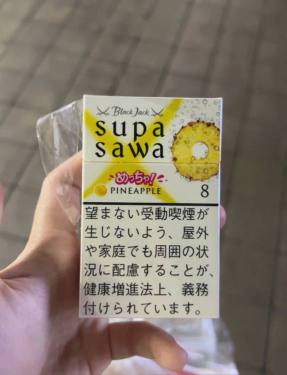 Black Jack
supa
sawa
めっちゃ!
PINEAPPLE
8
望まない受動喫煙が
生じないよう、屋外
や家庭でも周囲の状
況に配慮することが、
健康増進法上、義務
付けられています。